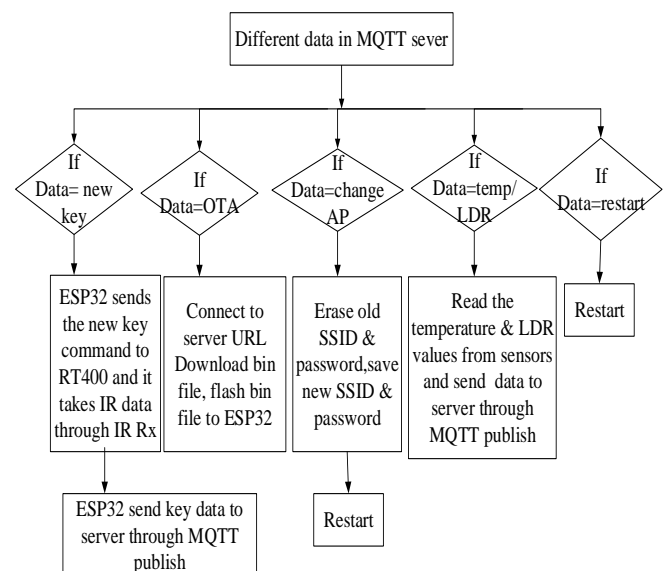 Different data in MQTT sever
If
Data= new
key
If
Data=OTA
If
Data=change
AP
If
Data=temp/
LDR
If
Data=restart
ESP32 sends
the new key
command to
RT400 and it
takes IR data
through IR Rx
Connect to
server URL
Download bin
file, flash bin
file to ESP32
Erase old
SSID &
password,save
new SSID &
password
Read the
temperature & LDR
values from sensors
and send data to
server through
MQTT publish
Restart
ESP32 send key data to
server through MQTT
publish
Restart